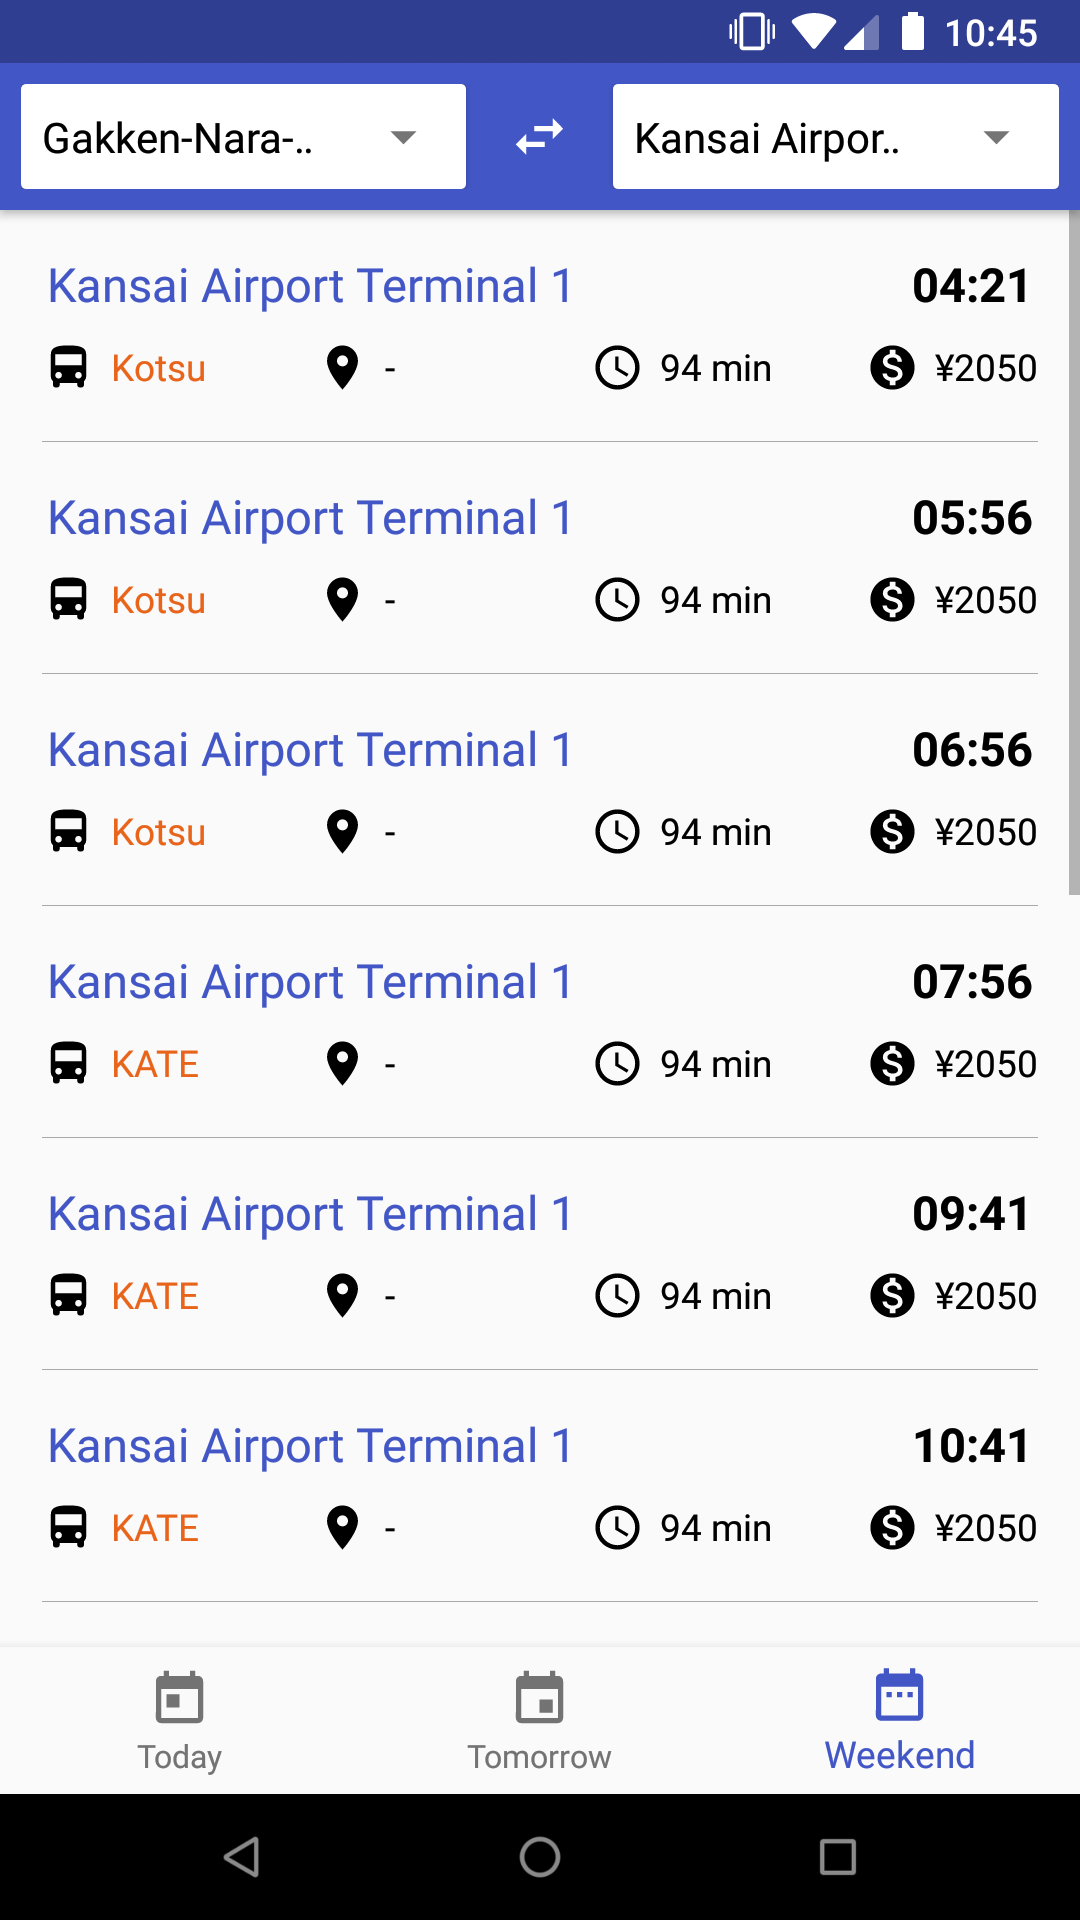 10:45
Gakken-Nara-..
Kansai Airpor..
Kansai Airport Terminal 1 04:21
Kotsu - 94 min ¥2050
Kansai Airport Terminal 1 05:56
Kotsu - 94 min ¥2050
Kansai Airport Terminal 1 06:56
Kotsu - 94 min ¥2050
Kansai Airport Terminal 1 07:56
KATE - 94 min ¥2050
Kansai Airport Terminal 1 09:41
KATE - 94 min ¥2050
Kansai Airport Terminal 1 10:41
KATE - 94 min ¥2050
Today Tomorrow Weekend